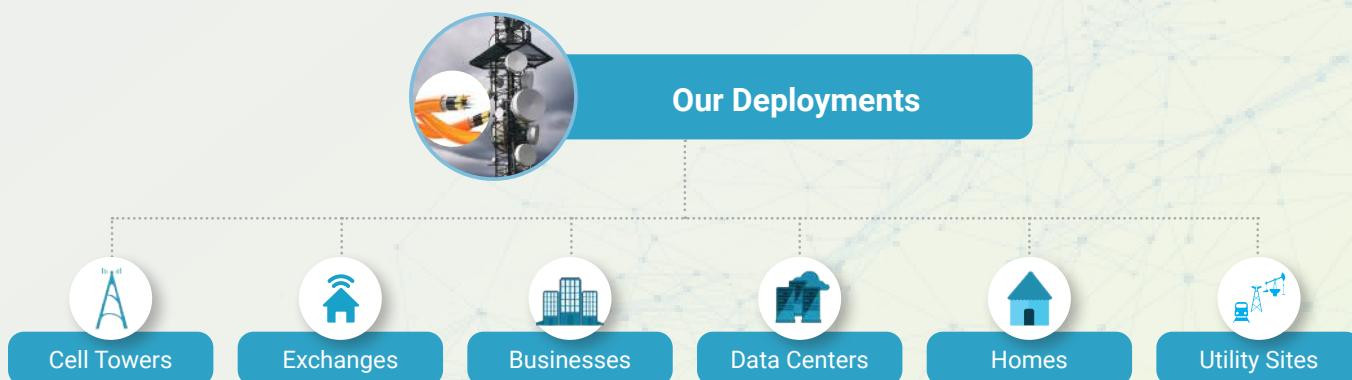 Our Deployments
Cell Towers
Exchanges
Businesses
Data Centers
Homes
Utility Sites